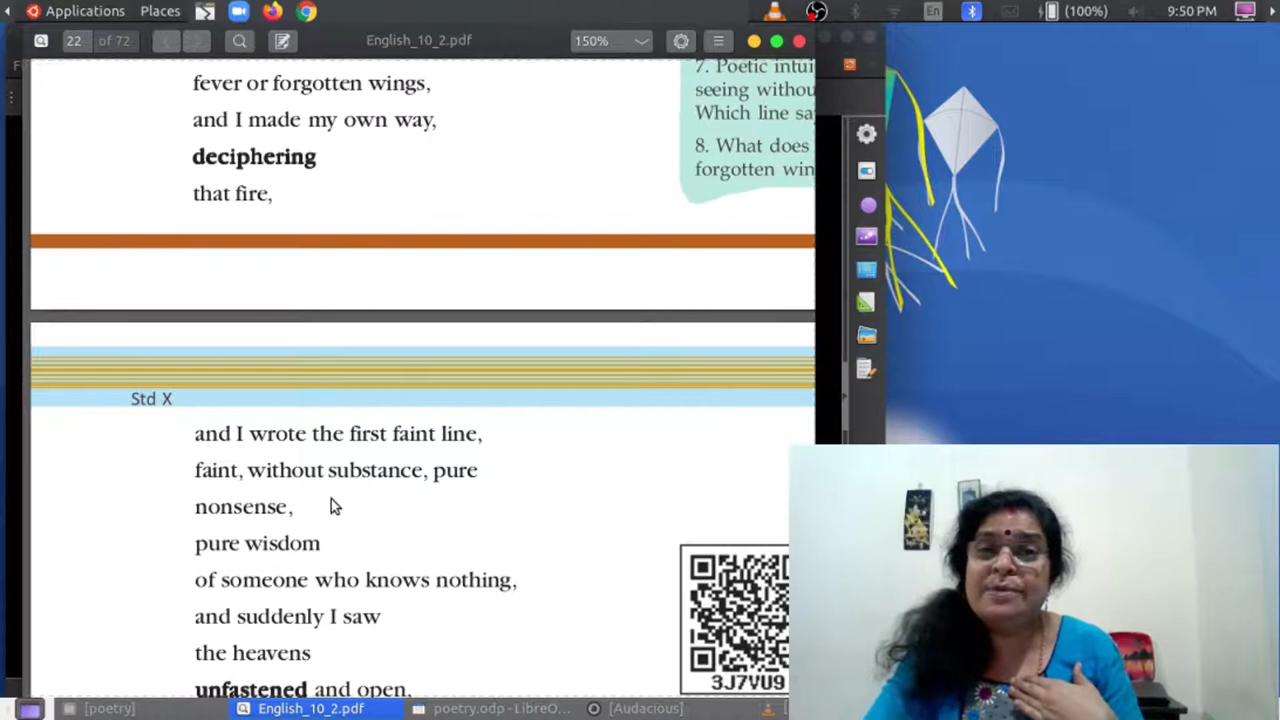 Applications Places En (100%) 9:50 PM
22 of 72 English_10_2.pdf 150%
fever or forgotten wings,
and I made my own way,
deciphering
that fire,
7. Poetic intui
seeing withou
Which line sa
8. What does
forgotten win
Std X
and I wrote the first faint line,
faint, without substance, pure
nonsense,
pure wisdom
of someone who knows nothing,
and suddenly I saw
the heavens
unfastened and open,
3J7VU9
[poetry] English_10_2.pdf poetry.odp - LibreO... [Audacious]